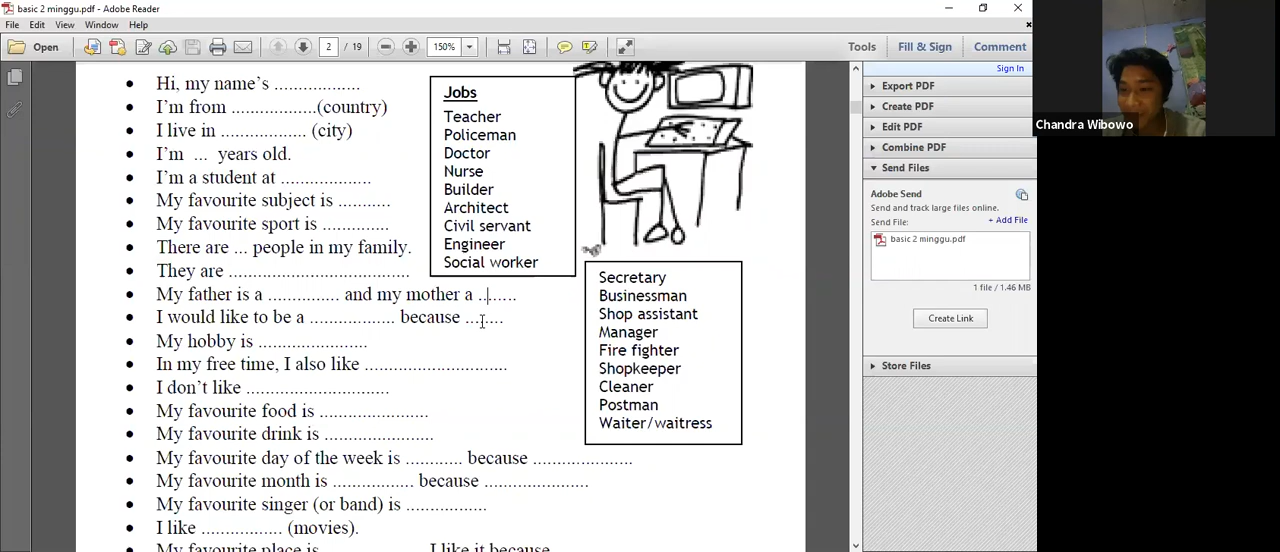 basic 2 minggu.pdf - Adobe Reader
File Edit View Window Help
Open
2 / 19
150%
Tools
Fill & Sign
Comment
Sign In
Hi, my name's ..................
I'm from ..................(country)
I live in .................. (city)
I'm ... years old.
I'm a student at ...................
My favourite subject is ...........
My favourite sport is ..............
There are ... people in my family.
They are ......................................
My father is a ............... and my mother a ........
I would like to be a .................. because ........
My hobby is .......................
In my free time, I also like ..............................
I don't like ..............................
My favourite food is .......................
My favourite drink is .......................
My favourite day of the week is ............ because .....................
My favourite month is ................. because ......................
My favourite singer (or band) is .................
I like ................. (movies).
My favourite place is I like it because
Jobs
Teacher
Policeman
Doctor
Nurse
Builder
Architect
Civil servant
Engineer
Social worker
Secretary
Businessman
Shop assistant
Manager
Fire fighter
Shopkeeper
Cleaner
Postman
Waiter/waitress
Export PDF
Create PDF
Edit PDF
Combine PDF
Send Files
Adobe Send
Send and track large files online.
Send File:
+ Add File
basic 2 minggu.pdf
1 file / 1.46 MB
Create Link
Store Files
Chandra Wibowo